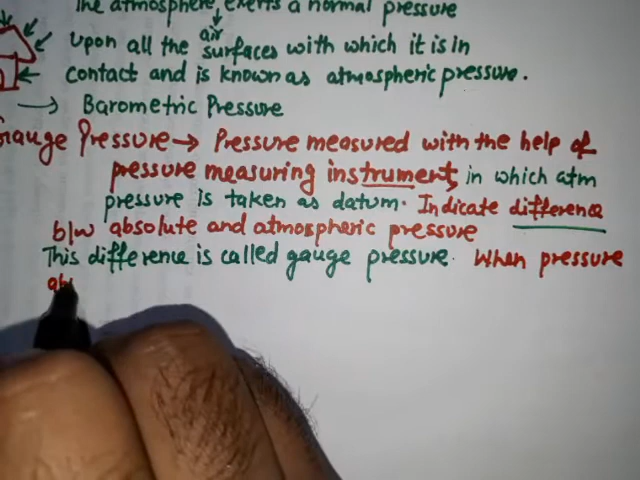 The atmosphere, exerts a normal pressure
air
upon all the surfaces with which it is in
contact and is known as atmospheric pressure.
→ Barometric Pressure
Gauge Pressure → Pressure measured with the help of
pressure measuring instrument, in which atm
pressure is taken as datum. Indicate difference
b/w absolute and atmospheric pressure
This difference is called gauge pressure. When pressure